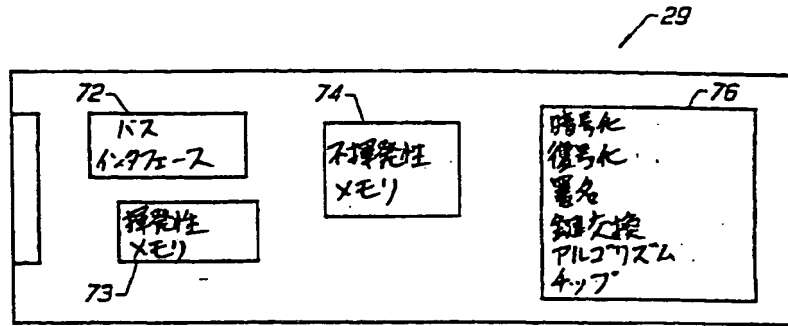 29
72
バス
インタフェース
揮発性
メモリ
73
74
不揮発性
メモリ
76
暗号化
復号化
署名
鍵交換
アルゴリズム
チップ